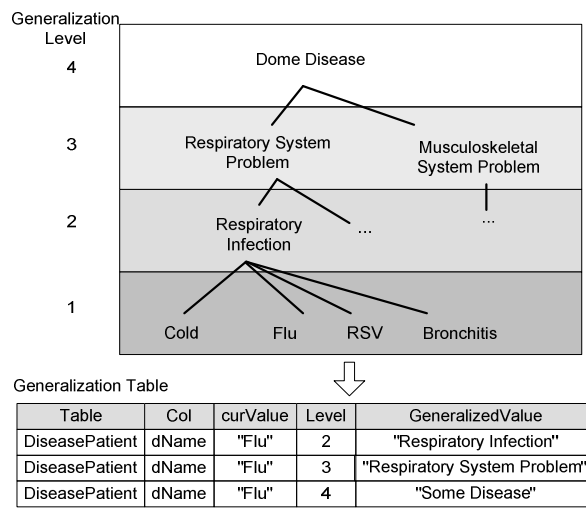 Generalization
Level
4
Dome Disease
3
Respiratory System
Problem
Musculoskeletal
System Problem
2
Respiratory
Infection
...
...
1
Cold Flu RSV Bronchitis
Generalization Table
Table Col curValue Level GeneralizedValue
DiseasePatient dName "Flu" 2 "Respiratory Infection"
DiseasePatient dName "Flu" 3 "Respiratory System Problem"
DiseasePatient dName "Flu" 4 "Some Disease"